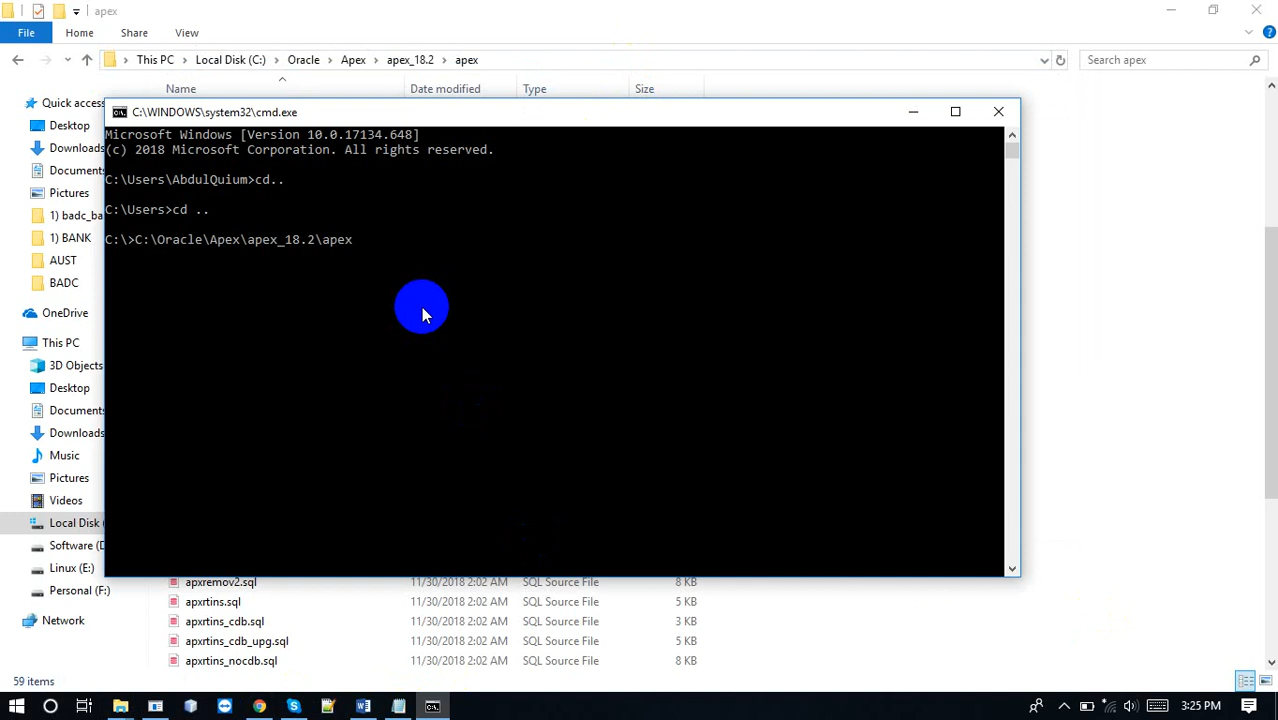 apex
File
Home
Share
View
This PC
Local Disk (C:)
Oracle
Apex
apex_18.2
apex
Search apex
Name
Date modified
Type
Size
Quick access
Desktop
Downloads
Documents
Pictures
1) badc_ba
1) BANK
AUST
BADC
OneDrive
This PC
3D Objects
Desktop
Documents
Downloads
Music
Pictures
Videos
Local Disk (
Software (D
Linux (E:)
Personal (F:)
Network
C:\WINDOWS\system32\cmd.exe
Microsoft Windows [Version 10.0.17134.648]
(c) 2018 Microsoft Corporation. All rights reserved.
C:\Users\AbdulQuium>cd..
C:\Users>cd ..
C:\>C:\Oracle\Apex\apex_18.2\apex
apxremov2.sql 11/30/2018 2:02 AM SQL Source File 8 KB
apxrtins.sql 11/30/2018 2:02 AM SQL Source File 5 KB
apxrtins_cdb.sql 11/30/2018 2:02 AM SQL Source File 3 KB
apxrtins_cdb_upg.sql 11/30/2018 2:02 AM SQL Source File 5 KB
apxrtins_nocdb.sql 11/30/2018 2:02 AM SQL Source File 8 KB
59 items
3:25 PM